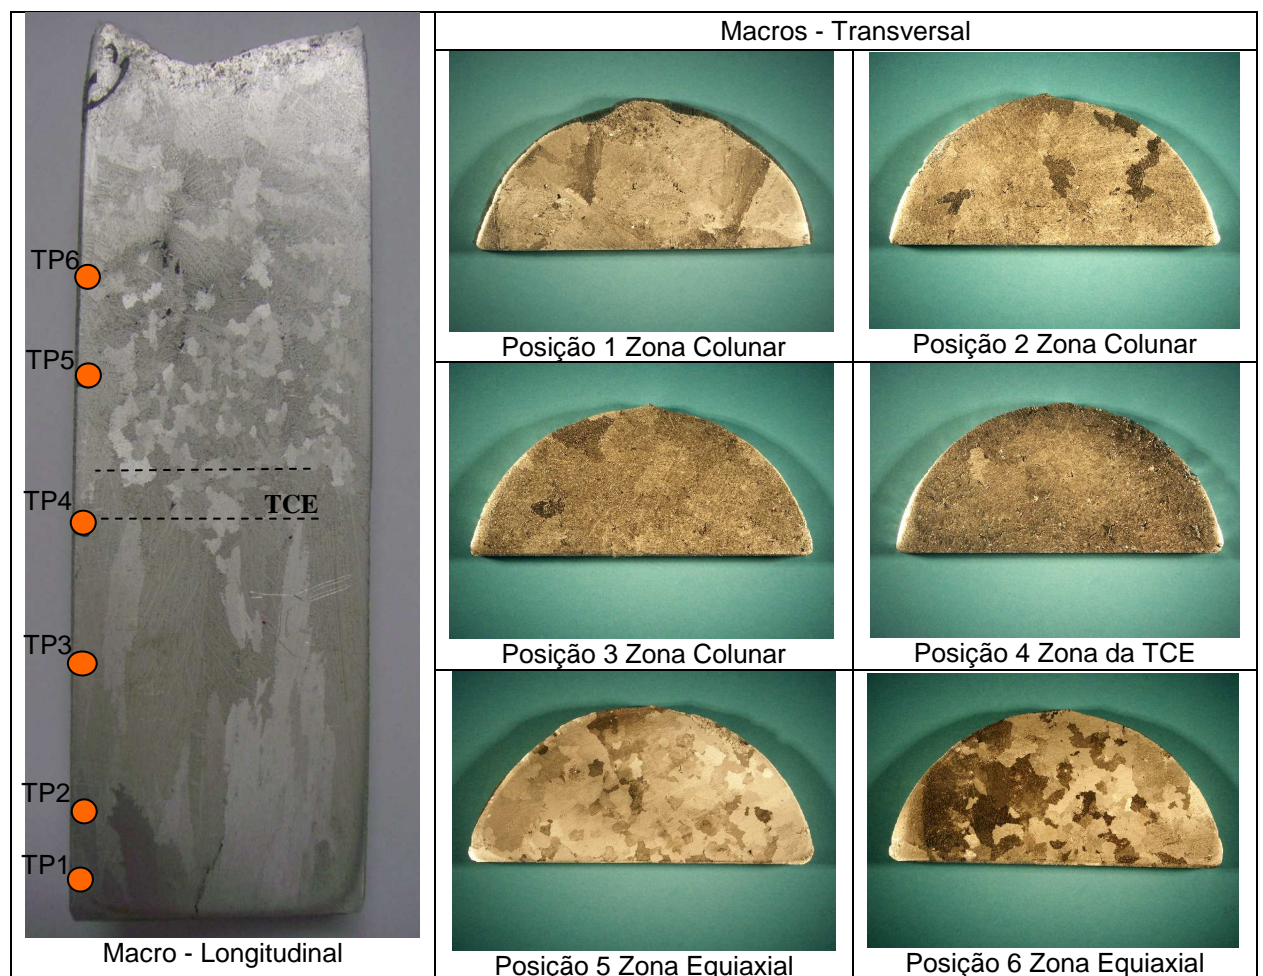 Macros - Transversal
TP6
TP5
TP4
TCE
TP3
TP2
TP1
Macro - Longitudinal
Posição 1 Zona Colunar
Posição 2 Zona Colunar
Posição 3 Zona Colunar
Posição 4 Zona da TCE
Posição 5 Zona Equiaxial
Posição 6 Zona Equiaxial